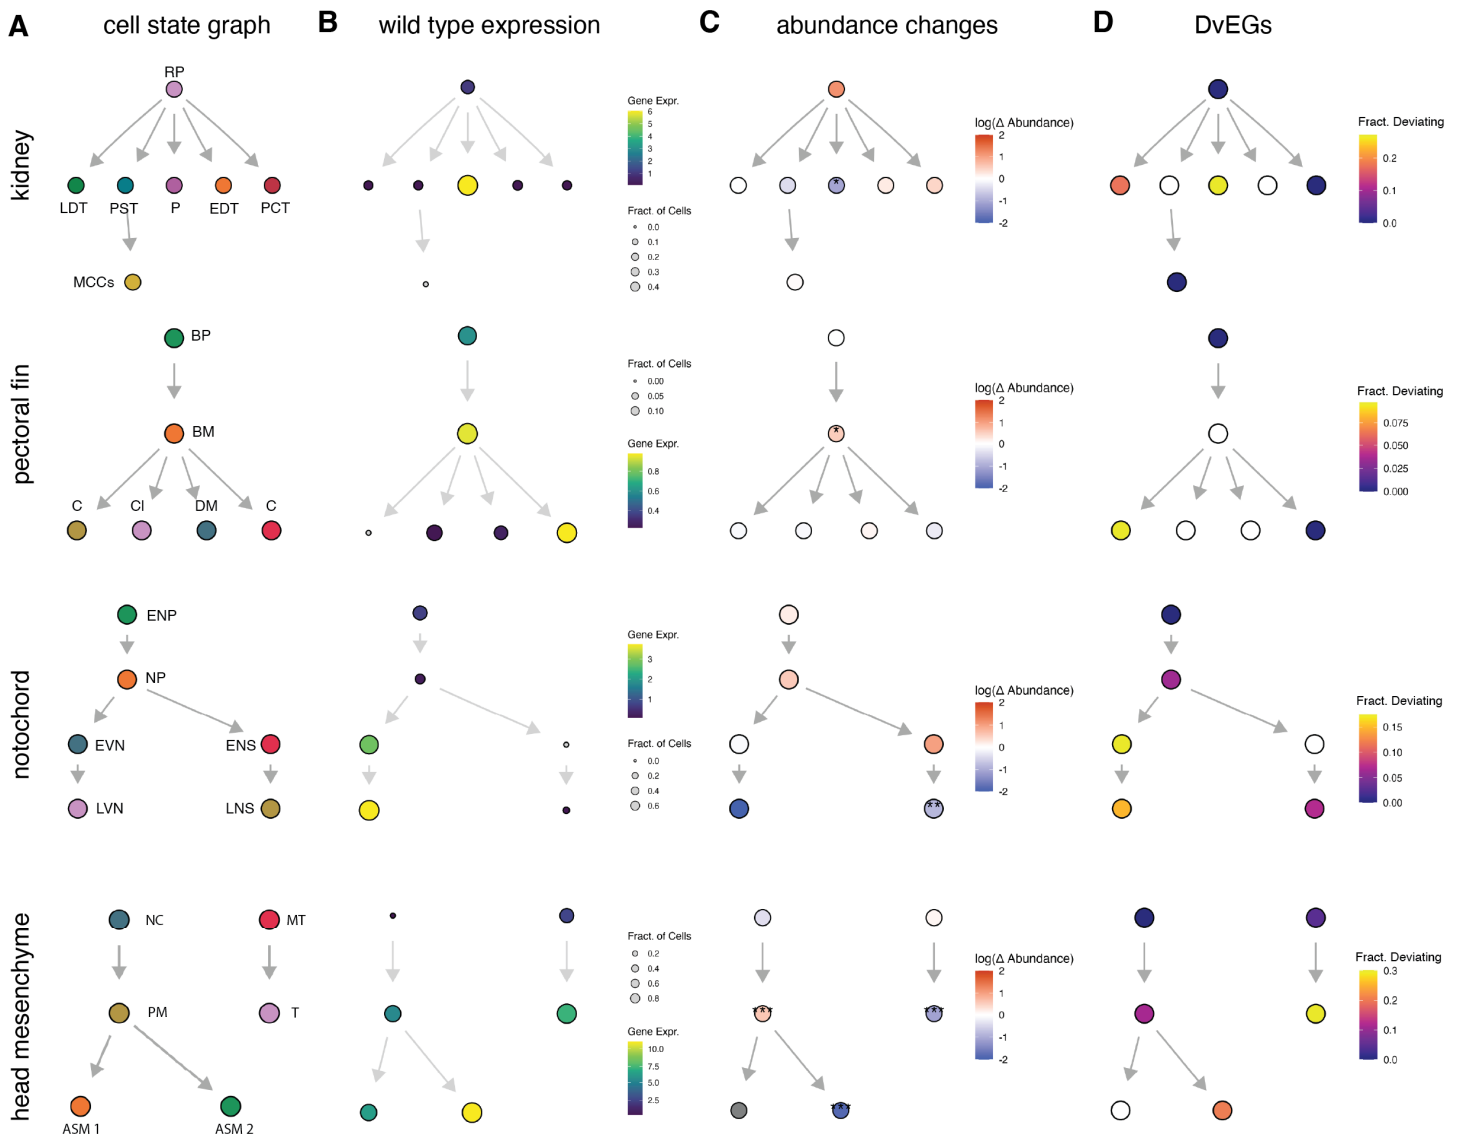 A cell state graph B wild type expression C abundance changes D DvEGs
kidney
RP
LDT PST P EDT PCT
MCCs
Gene Expr.
6
5
4
3
2
1
Fract. of Cells
0.0
0.1
0.2
0.3
0.4
*
log(Δ Abundance)
2
1
0
-1
-2
Fract. Deviating
0.2
0.1
0.0
pectoral fin
BP
BM
C CI DM C
Fract. of Cells
0.00
0.05
0.10
Gene Expr.
0.8
0.6
0.4
*
log(Δ Abundance)
2
1
0
-1
-2
Fract. Deviating
0.075
0.050
0.025
0.000
notochord
ENP
NP
EVN ENS
LVN LNS
Gene Expr.
3
2
1
Fract. of Cells
0.0
0.2
0.4
0.6
**
log(Δ Abundance)
2
1
0
-1
-2
Fract. Deviating
0.15
0.10
0.05
0.00
head mesenchyme
NC MT
PM T
ASM 1 ASM 2
Fract. of Cells
0.2
0.4
0.6
0.8
Gene Expr.
10.0
7.5
5.0
2.5
*** ***
***
log(Δ Abundance)
2
1
0
-1
-2
Fract. Deviating
0.3
0.2
0.1
0.0